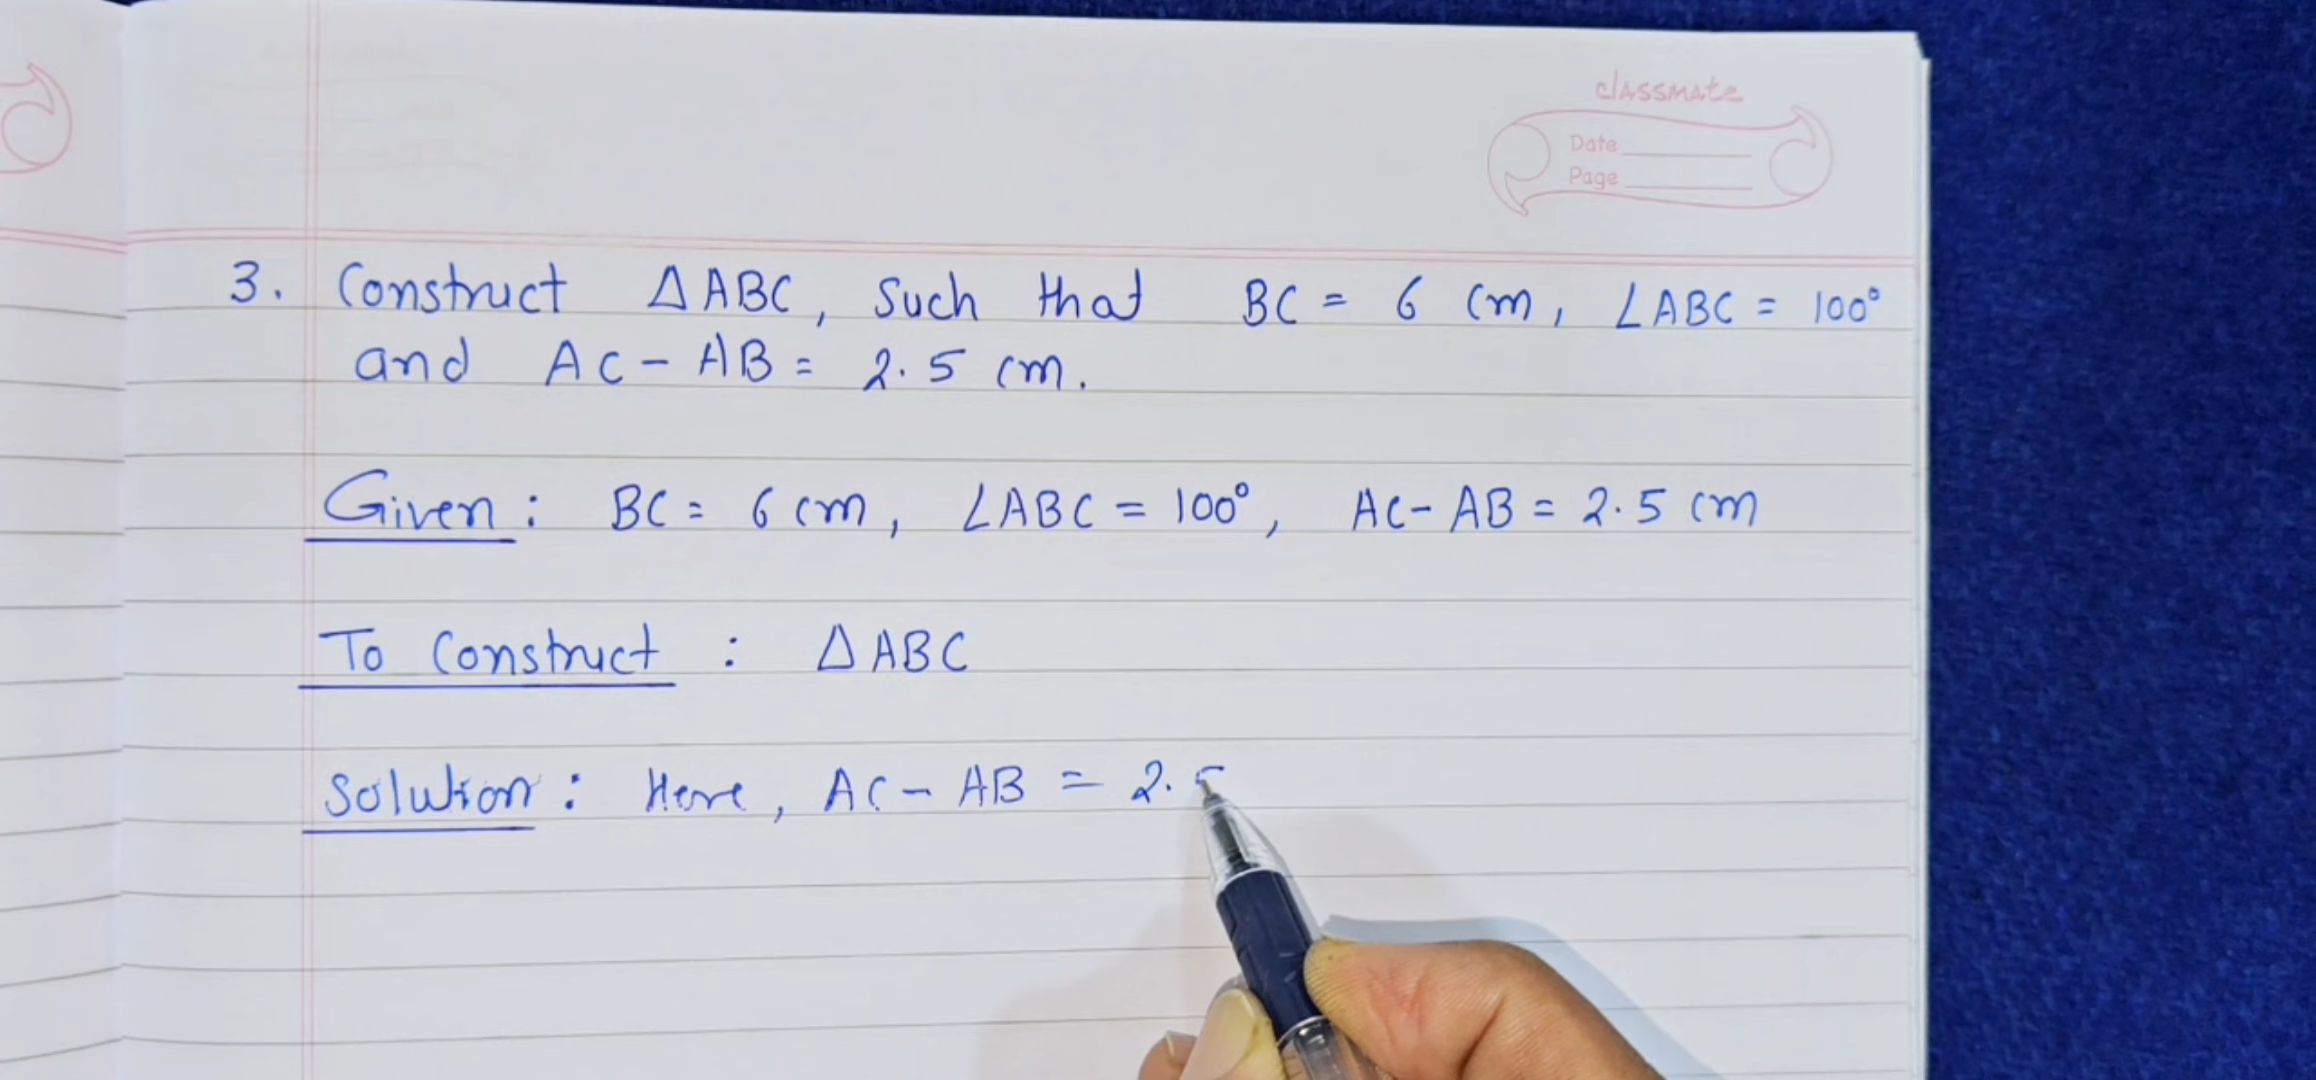 classmate
Date
Page
3. Construct ΔABC, such that BC = 6 cm, ∠ABC = 100°
and AC - AB = 2.5 cm.
Given : BC = 6 cm, ∠ABC = 100°, AC - AB = 2.5 cm
To Construct : ΔABC
Solution : Here, AC - AB = 2.5